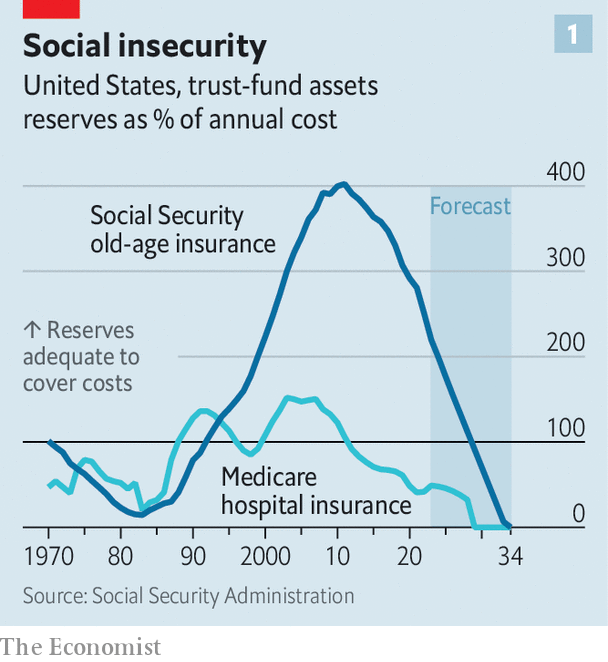 Social insecurity
1
United States, trust-fund assets
reserves as % of annual cost
400
Forecast
Social Security
old-age insurance
300
↑ Reserves
adequate to
cover costs
200
100
Medicare
hospital insurance
0
1970 80 90 2000 10 20 34
Source: Social Security Administration
The Economist